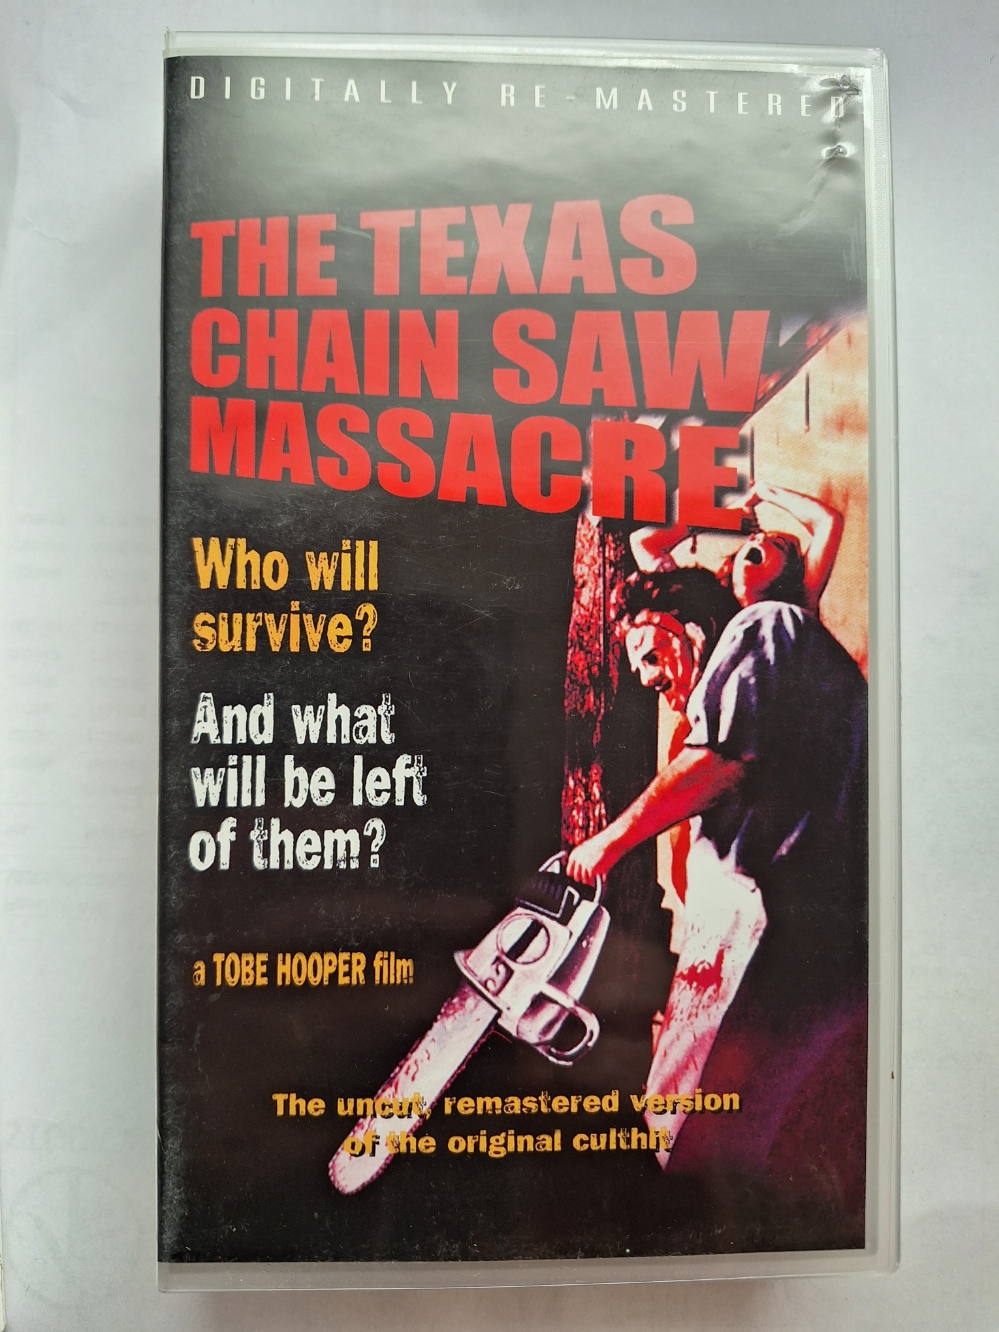 DIGITALLY RE-MASTERED
THE TEXAS
CHAIN SAW
MASSACRE
Who will
survive?
And what
will be left
of them?
a TOBE HOOPER film
The uncut, remastered version
of the original culthit